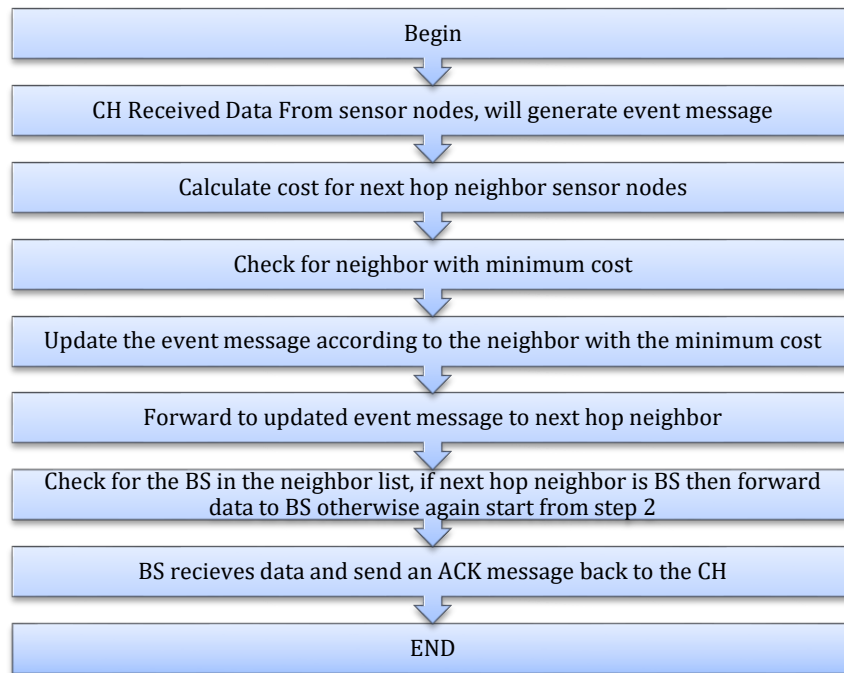 Begin
CH Received Data From sensor nodes, will generate event message
Calculate cost for next hop neighbor sensor nodes
Check for neighbor with minimum cost
Update the event message according to the neighbor with the minimum cost
Forward to updated event message to next hop neighbor
Check for the BS in the neighbor list, if next hop neighbor is BS then forward
data to BS otherwise again start from step 2
BS recieves data and send an ACK message back to the CH
END